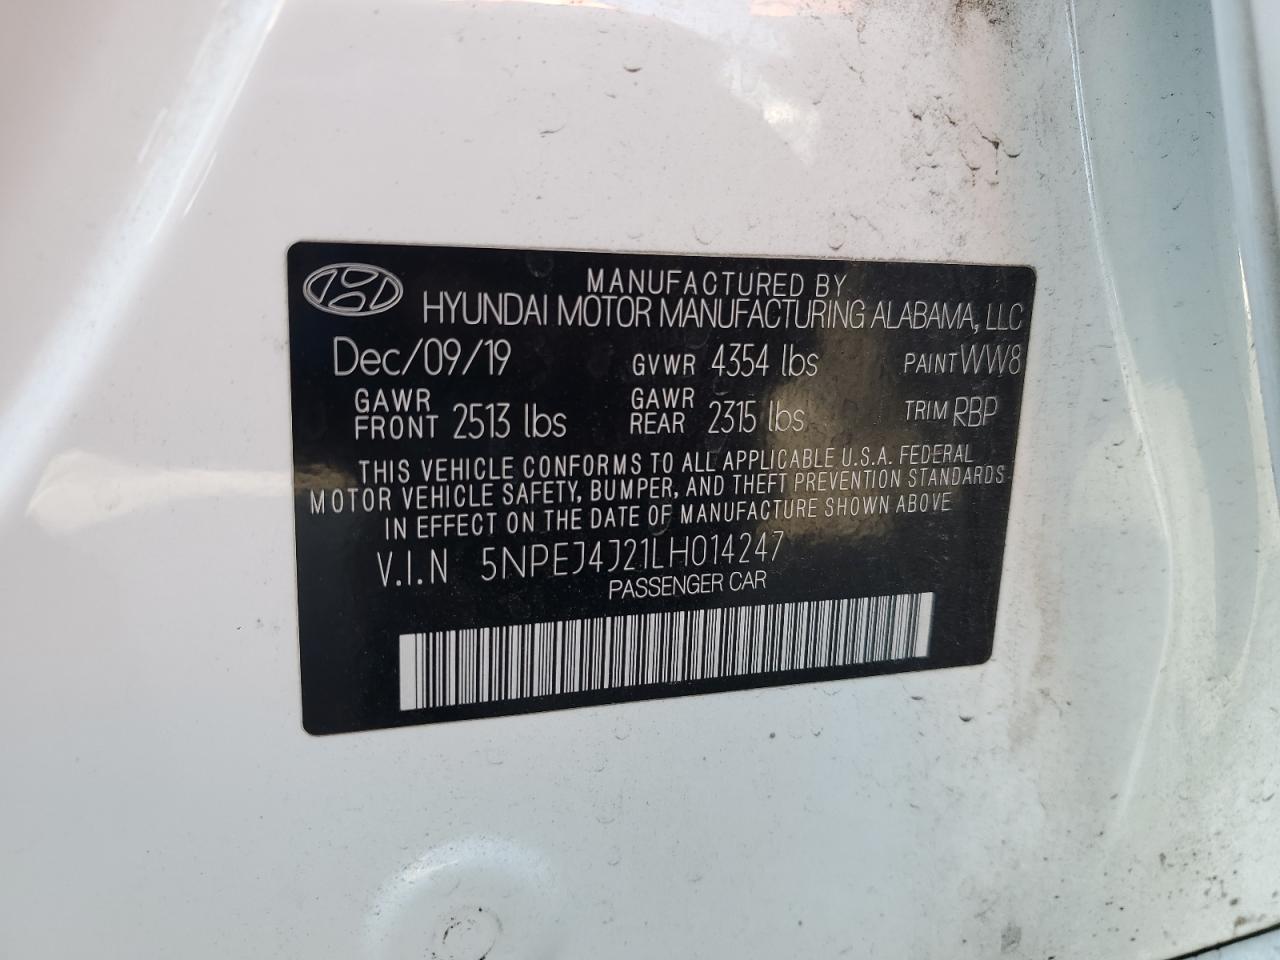 MANUFACTURED BY
HYUNDAI MOTOR MANUFACTURING ALABAMA, LLC
Dec/09/19 GVWR 4354 lbs PAINT WW8
GAWR FRONT 2513 lbs GAWR REAR 2315 lbs TRIM RBP
THIS VEHICLE CONFORMS TO ALL APPLICABLE U.S.A. FEDERAL
MOTOR VEHICLE SAFETY, BUMPER, AND THEFT PREVENTION STANDARDS
IN EFFECT ON THE DATE OF MANUFACTURE SHOWN ABOVE
V.I.N 5NPEJ4J21LH014247
PASSENGER CAR